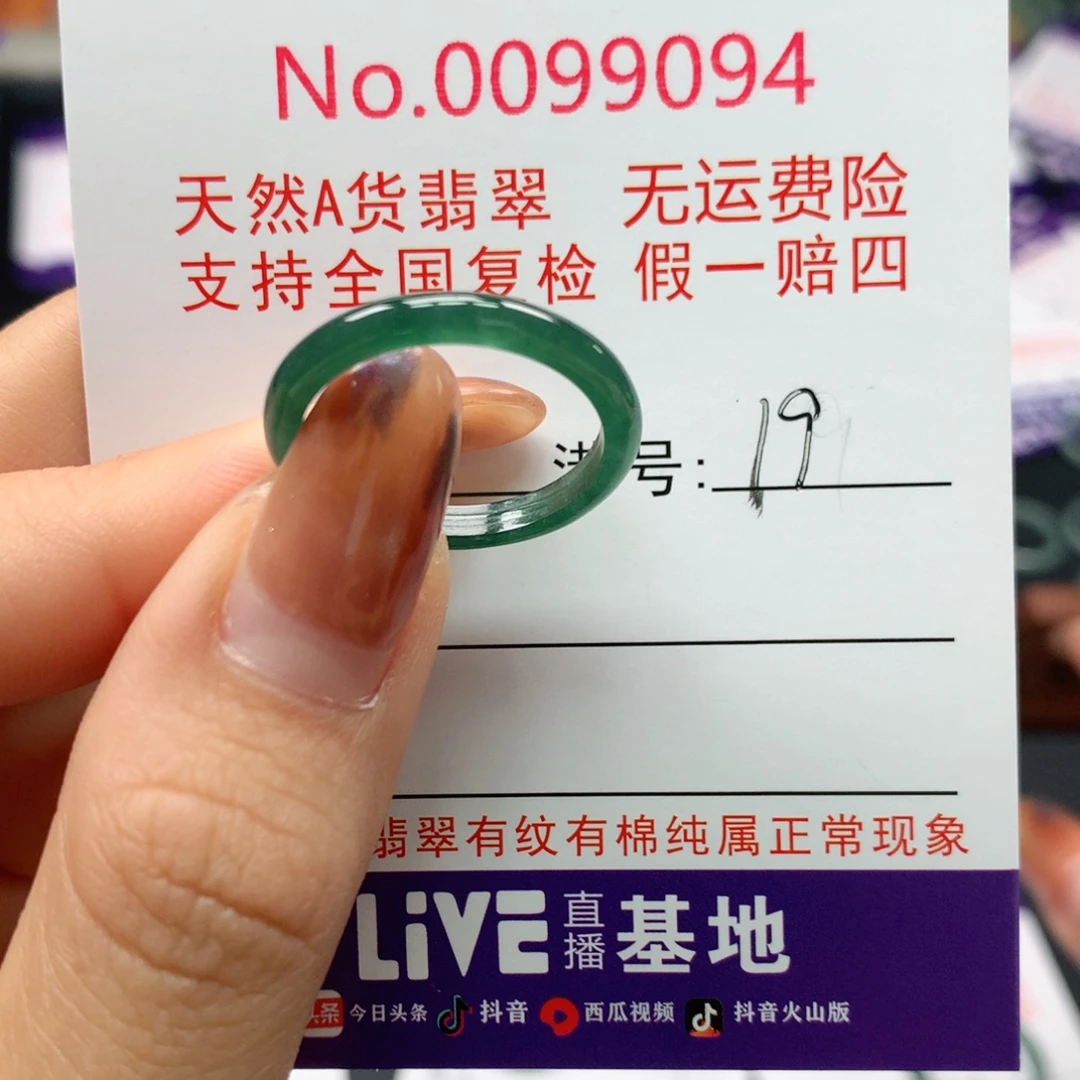 No.0099094
天然A货翡翠 无运费险
支持全国复检 假一赔四
号: 19
翡翠有纹有棉纯属正常现象
LiVE 直播 基地
头条 今日头条 抖音 西瓜视频 抖音火山版